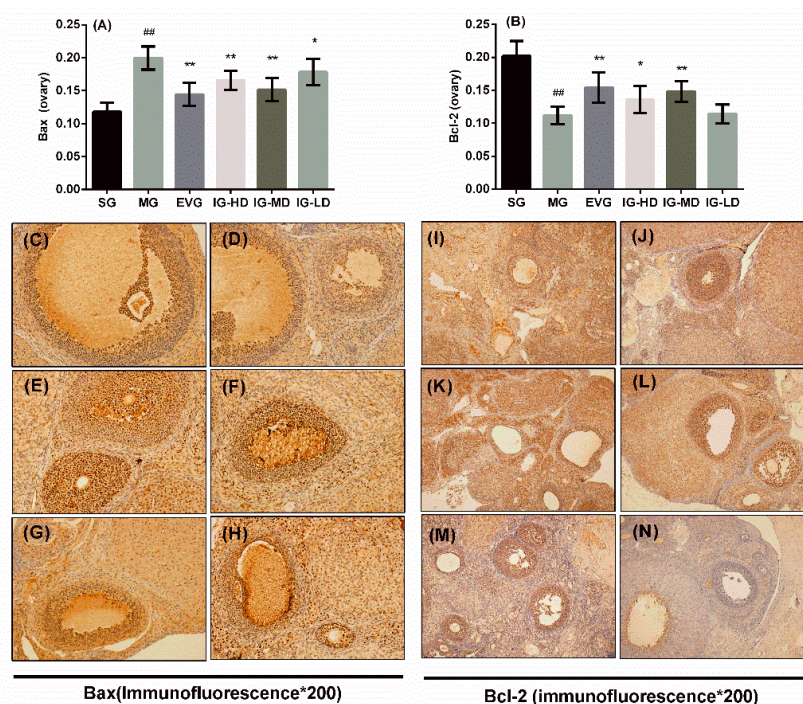 (A)
Bax (ovary)
0.25
0.20
0.15
0.10
0.05
0.00
##
**
**
**
*
SG MG EVG IG-HD IG-MD IG-LD
(B)
Bcl-2 (ovary)
0.25
0.20
0.15
0.10
0.05
0.00
##
**
*
**
SG MG EVG IG-HD IG-MD IG-LD
(C) (D)
(E) (F)
(G) (H)
Bax(Immunofluorescence*200)
(I) (J)
(K) (L)
(M) (N)
Bcl-2 (immunofluorescence*200)